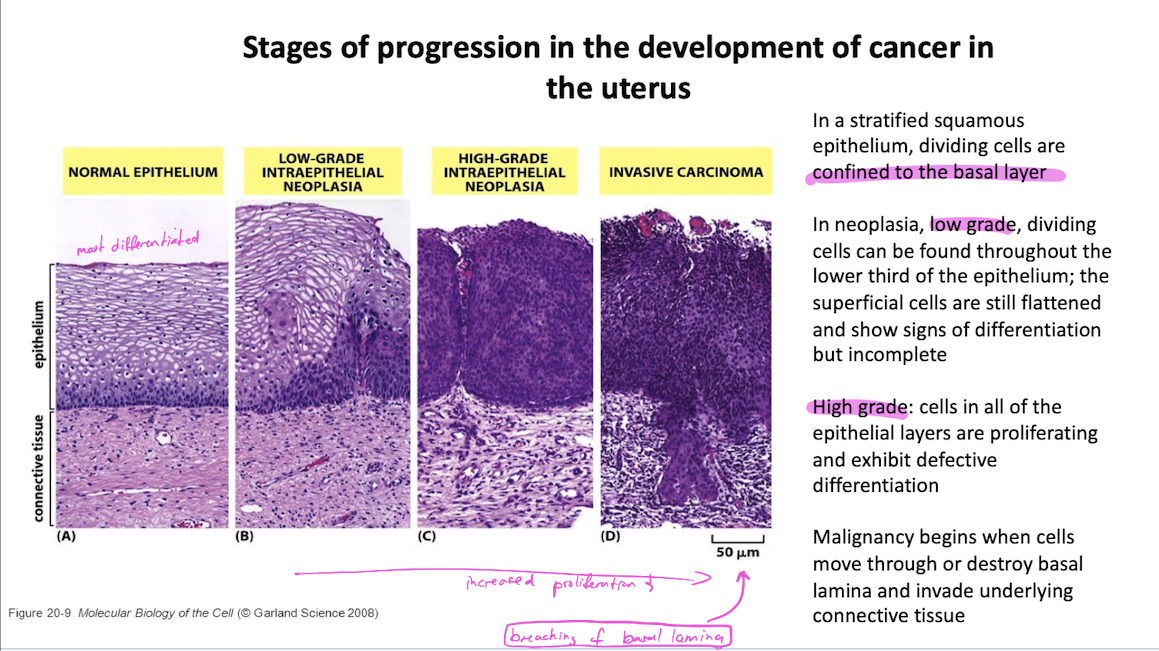 Stages of progression in the development of cancer in
the uterus
NORMAL EPITHELIUM
LOW-GRADE
INTRAEPITHELIAL
NEOPLASIA
HIGH-GRADE
INTRAEPITHELIAL
NEOPLASIA
INVASIVE CARCINOMA
most differentiated
epithelium
connective tissue
(A)
(B)
(C)
(D)
50 μm
increased proliferation
breaching of basal lamina
Figure 20-9 Molecular Biology of the Cell (© Garland Science 2008)
In a stratified squamous
epithelium, dividing cells are
confined to the basal layer
In neoplasia, low grade, dividing
cells can be found throughout the
lower third of the epithelium; the
superficial cells are still flattened
and show signs of differentiation
but incomplete
High grade: cells in all of the
epithelial layers are proliferating
and exhibit defective
differentiation
Malignancy begins when cells
move through or destroy basal
lamina and invade underlying
connective tissue